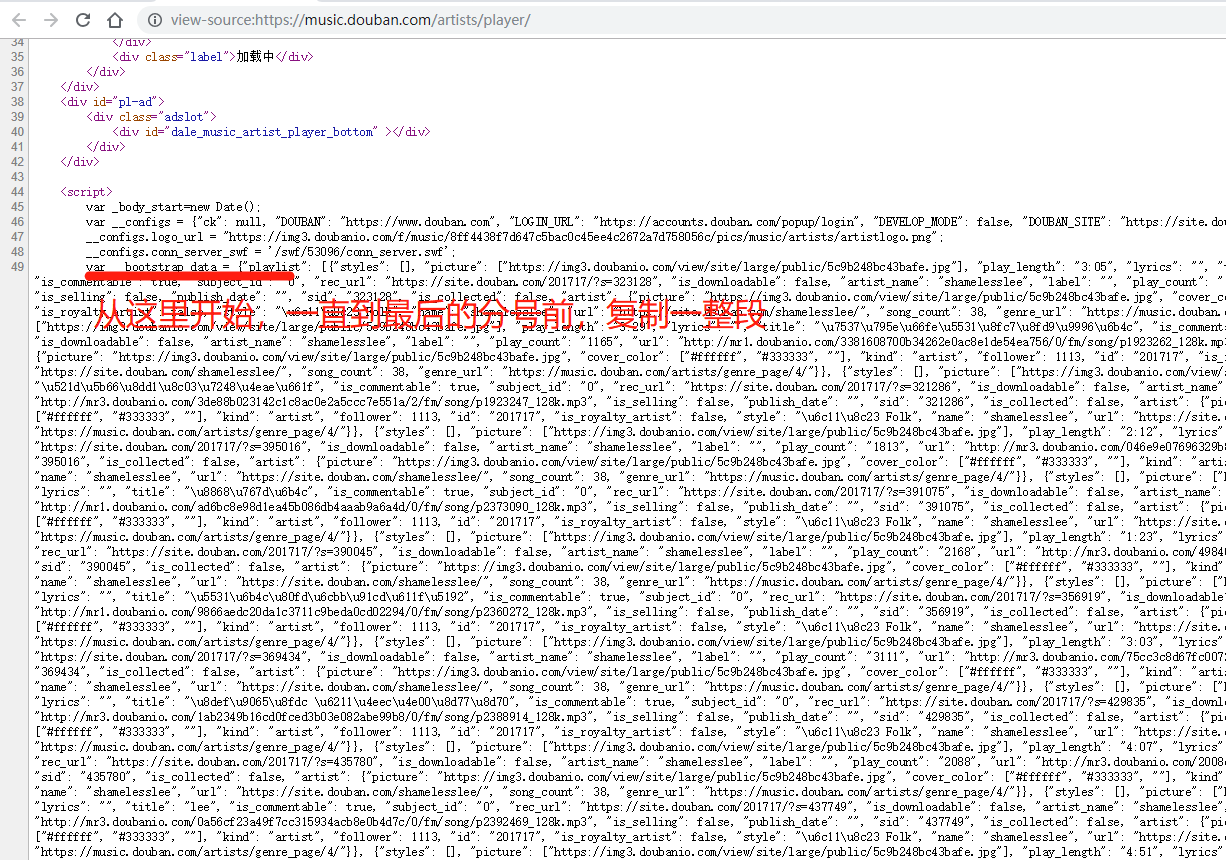 view-source:https://music.douban.com/artists/player/
34 </div>
35 <div class="label">加载中</div>
36 </div>
37 </div>
38 <div id="pl-ad">
39 <div class="adslot">
40 <div id="dale_music_artist_player_bottom" ></div>
41 </div>
42 </div>
43
44 <script>
45 var _body_start=new Date();
46 var __configs = {"ck": null, "DOUBAN": "https://www.douban.com", "LOGIN_URL": "https://accounts.douban.com/popup/login", "DEVELOP_MODE": false, "DOUBAN_SITE": "https://site.dou
47 __configs.logo_url = "https://img3.doubanio.com/f/music/8ff4438f7d647c5bac0c45ee4c2672a7d758056c/pics/music/artists/artistlogo.png";
48 __configs.conn_server_swf = '/swf/53096/conn_server.swf';
49 var __bootstrap_data = {"playlist": [{"styles": [], "picture": ["https://img3.doubanio.com/view/site/large/public/5c9b248bc43bafe.jpg"], "play_length": "3:05", "lyrics": "", "t
"is_commentable": true, "subject_id": "0", "rec_url": "https://site.douban.com/201717/?s=323128", "is_downloadable": false, "artist_name": "shamelesslee", "label": "", "play_count": "
"is_selling": false, "publish_date": "", "sid": "323128", "is_collected": false, "artist": {"picture": "https://img3.doubanio.com/view/site/large/public/5c9b248bc43bafe.jpg", "cover_c
从这里开始，一直到最后的分号前，复制一整段
"is_royalty_artist": false, "style": "\u6c11\u8c23 Folk", "name": "shamelesslee", "url": "https://site.douban.com/shamelesslee/", "song_count": 38, "genre_url": "https://music.douban.
["https://img3.doubanio.com/view/site/large/public/5c9b248bc43bafe.jpg"], "play_length": "3:29", "lyrics": "", "title": "\u7537\u795e\u66fe\u5531\u8fc7\u8fd9\u9996\u6b4c", "is_comment
"is_downloadable": false, "artist_name": "shamelesslee", "label": "", "play_count": "1165", "url": "http://mr1.doubanio.com/3381608700b34262e0ac8e1de54ea756/0/fm/song/p1923262_128k.mp3
{"picture": "https://img3.doubanio.com/view/site/large/public/5c9b248bc43bafe.jpg", "cover_color": ["#ffffff", "#333333", ""], "kind": "artist", "follower": 1113, "id": "201717", "is_
"https://site.douban.com/shamelesslee/", "song_count": 38, "genre_url": "https://music.douban.com/artists/genre_page/4/"}}, {"styles": [], "picture": ["https://img3.doubanio.com/view/s
"\u521d\u5b66\u8dd1\u8c03\u7248\u4eae\u661f", "is_commentable": true, "subject_id": "0", "rec_url": "https://site.douban.com/201717/?s=321286", "is_downloadable": false, "artist_name"
"http://mr3.doubanio.com/3de88b023142c1c8ac0e2a5ccc7e551a/2/fm/song/p1923247_128k.mp3", "is_selling": false, "publish_date": "", "sid": "321286", "is_collected": false, "artist": {"pic
["#ffffff", "#333333", ""], "kind": "artist", "follower": 1113, "id": "201717", "is_royalty_artist": false, "style": "\u6c11\u8c23 Folk", "name": "shamelesslee", "url": "https://site.
"https://music.douban.com/artists/genre_page/4/"}}, {"styles": [], "picture": ["https://img3.doubanio.com/view/site/large/public/5c9b248bc43bafe.jpg"], "play_length": "2:12", "lyrics"
"https://site.douban.com/201717/?s=395016", "is_downloadable": false, "artist_name": "shamelesslee", "label": "", "play_count": "1813", "url": "http://mr3.doubanio.com/046e9e07696329b8
"395016", "is_collected": false, "artist": {"picture": "https://img3.doubanio.com/view/site/large/public/5c9b248bc43bafe.jpg", "cover_color": ["#ffffff", "#333333", ""], "kind": "artis
"name": "shamelesslee", "url": "https://site.douban.com/shamelesslee/", "song_count": 38, "genre_url": "https://music.douban.com/artists/genre_page/4/"}}, {"styles": [], "picture": ["
"lyrics": "", "title": "\u8868\u767d\u6b4c", "is_commentable": true, "subject_id": "0", "rec_url": "https://site.douban.com/201717/?s=391075", "is_downloadable": false, "artist_name":
"http://mr1.doubanio.com/ad6bc8e98d1ea45b086db4aaab9a6a4d/0/fm/song/p2373090_128k.mp3", "is_selling": false, "publish_date": "", "sid": "391075", "is_collected": false, "artist": {"pic
["#ffffff", "#333333", ""], "kind": "artist", "follower": 1113, "id": "201717", "is_royalty_artist": false, "style": "\u6c11\u8c23 Folk", "name": "shamelesslee", "url": "https://site.
"https://music.douban.com/artists/genre_page/4/"}}, {"styles": [], "picture": ["https://img3.doubanio.com/view/site/large/public/5c9b248bc43bafe.jpg"], "play_length": "1:23", "lyrics"
"rec_url": "https://site.douban.com/201717/?s=390045", "is_downloadable": false, "artist_name": "shamelesslee", "label": "", "play_count": "2168", "url": "http://mr3.doubanio.com/49840
"sid": "390045", "is_collected": false, "artist": {"picture": "https://img3.doubanio.com/view/site/large/public/5c9b248bc43bafe.jpg", "cover_color": ["#ffffff", "#333333", ""], "kind"
"name": "shamelesslee", "url": "https://site.douban.com/shamelesslee/", "song_count": 38, "genre_url": "https://music.douban.com/artists/genre_page/4/"}}, {"styles": [], "picture": ["
"lyrics": "", "title": "\u5531\u6b4c\u80fd\u6cbb\u91cd\u611f\u5192", "is_commentable": true, "subject_id": "0", "rec_url": "https://site.douban.com/201717/?s=356919", "is_downloadable"
"http://mr1.doubanio.com/9866aedc20da1c3711c9beda0cd02294/0/fm/song/p2360272_128k.mp3", "is_selling": false, "publish_date": "", "sid": "356919", "is_collected": false, "artist": {"pic
["#ffffff", "#333333", ""], "kind": "artist", "follower": 1113, "id": "201717", "is_royalty_artist": false, "style": "\u6c11\u8c23 Folk", "name": "shamelesslee", "url": "https://site.
"https://music.douban.com/artists/genre_page/4/"}}, {"styles": [], "picture": ["https://img3.doubanio.com/view/site/large/public/5c9b248bc43bafe.jpg"], "play_length": "3:03", "lyrics"
"https://site.douban.com/201717/?s=369434", "is_downloadable": false, "artist_name": "shamelesslee", "label": "", "play_count": "3111", "url": "http://mr3.doubanio.com/75cc3c8d67fc0072
"369434", "is_collected": false, "artist": {"picture": "https://img3.doubanio.com/view/site/large/public/5c9b248bc43bafe.jpg", "cover_color": ["#ffffff", "#333333", ""], "kind": "artis
"name": "shamelesslee", "url": "https://site.douban.com/shamelesslee/", "song_count": 38, "genre_url": "https://music.douban.com/artists/genre_page/4/"}}, {"styles": [], "picture": ["
"lyrics": "", "title": "\u8def\u9065\u8fdc \u6211\u4eec\u4e00\u8d77\u8d70", "is_commentable": true, "subject_id": "0", "rec_url": "https://site.douban.com/201717/?s=429835", "is_downlo
"http://mr3.doubanio.com/1ab2349b16cd0fced3b03e082abe99b8/0/fm/song/p2388914_128k.mp3", "is_selling": false, "publish_date": "", "sid": "429835", "is_collected": false, "artist": {"pic
["#ffffff", "#333333", ""], "kind": "artist", "follower": 1113, "id": "201717", "is_royalty_artist": false, "style": "\u6c11\u8c23 Folk", "name": "shamelesslee", "url": "https://site.
"https://music.douban.com/artists/genre_page/4/"}}, {"styles": [], "picture": ["https://img3.doubanio.com/view/site/large/public/5c9b248bc43bafe.jpg"], "play_length": "4:07", "lyrics"
"rec_url": "https://site.douban.com/201717/?s=435780", "is_downloadable": false, "artist_name": "shamelesslee", "label": "", "play_count": "2088", "url": "http://mr3.doubanio.com/2008c
"sid": "435780", "is_collected": false, "artist": {"picture": "https://img3.doubanio.com/view/site/large/public/5c9b248bc43bafe.jpg", "cover_color": ["#ffffff", "#333333", ""], "kind"
"name": "shamelesslee", "url": "https://site.douban.com/shamelesslee/", "song_count": 38, "genre_url": "https://music.douban.com/artists/genre_page/4/"}}, {"styles": [], "picture": ["
"lyrics": "", "title": "lee", "is_commentable": true, "subject_id": "0", "rec_url": "https://site.douban.com/201717/?s=437749", "is_downloadable": false, "artist_name": "shamelesslee"
"http://mr3.doubanio.com/0a56cf23a49f7cc315934acb8e0b4d7c/0/fm/song/p2392469_128k.mp3", "is_selling": false, "publish_date": "", "sid": "437749", "is_collected": false, "artist": {"pic
["#ffffff", "#333333", ""], "kind": "artist", "follower": 1113, "id": "201717", "is_royalty_artist": false, "style": "\u6c11\u8c23 Folk", "name": "shamelesslee", "url": "https://site.
"https://music.douban.com/artists/genre_page/4/"}}, {"styles": [], "picture": ["https://img3.doubanio.com/view/site/large/public/5c9b248bc43bafe.jpg"], "play_length": "4:51", "lyrics"